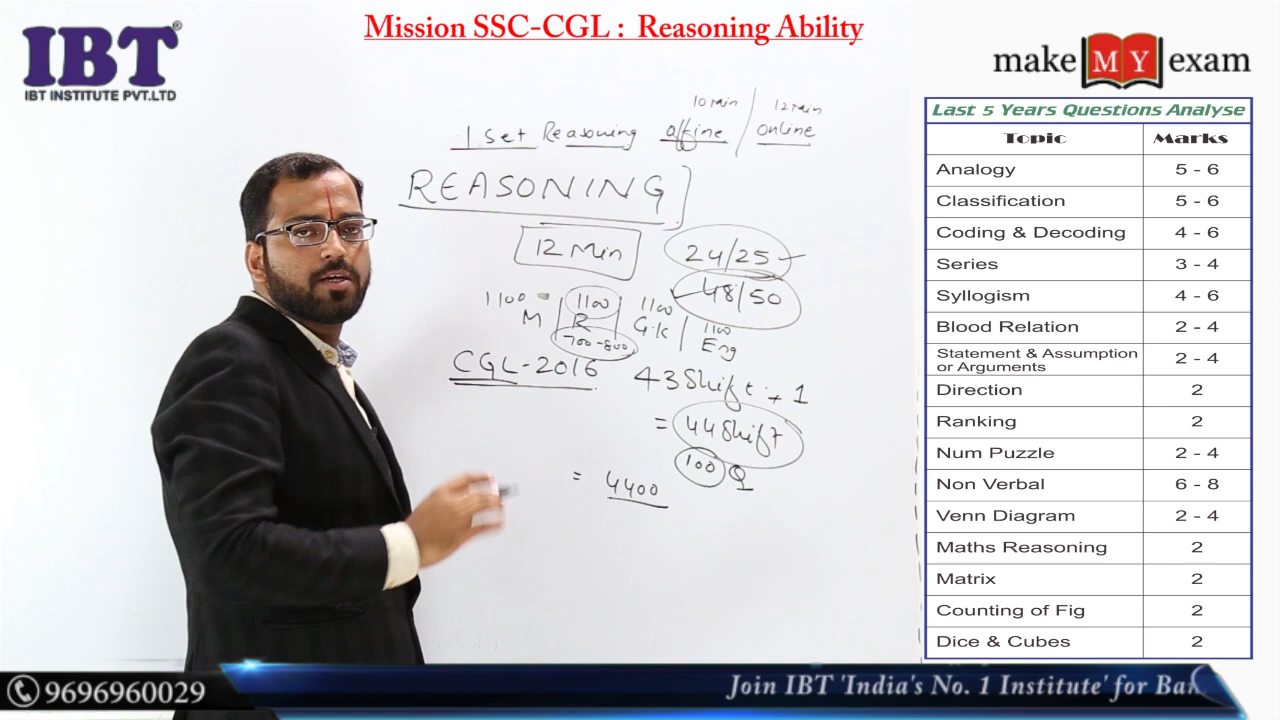 Mission SSC-CGL : Reasoning Ability
IBT®
IBT INSTITUTE PVT.LTD
make MY exam
10 Min / 12 Min
1 Set Reasoning offine / Online
REASONING
12 Min 24/25
48/50
1100 1100 1100 1100
M R G.K Eng
700-800
CGL-2016 43 Shift + 1
= 44 Shift
100 Q
= 4400
Last 5 Years Questions Analyse
Topic Marks
Analogy 5 - 6
Classification 5 - 6
Coding & Decoding 4 - 6
Series 3 - 4
Syllogism 4 - 6
Blood Relation 2 - 4
Statement & Assumption
or Arguments 2 - 4
Direction 2
Ranking 2
Num Puzzle 2 - 4
Non Verbal 6 - 8
Venn Diagram 2 - 4
Maths Reasoning 2
Matrix 2
Counting of Fig 2
Dice & Cubes 2
9696960029
Join IBT 'India's No. 1 Institute' for Ban